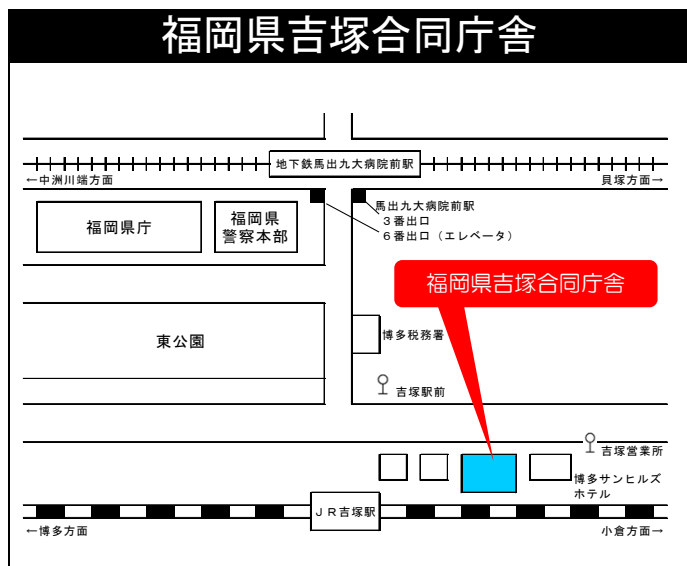 福岡県吉塚合同庁舎
地下鉄馬出九大病院前駅
←中洲川端方面
貝塚方面→
福岡県庁
福岡県
警察本部
馬出九大病院前駅
３番出口
６番出口（エレベータ）
福岡県吉塚合同庁舎
東公園
博多税務署
吉塚駅前
吉塚営業所
博多サンヒルズ
ホテル
ＪＲ吉塚駅
←博多方面
小倉方面→